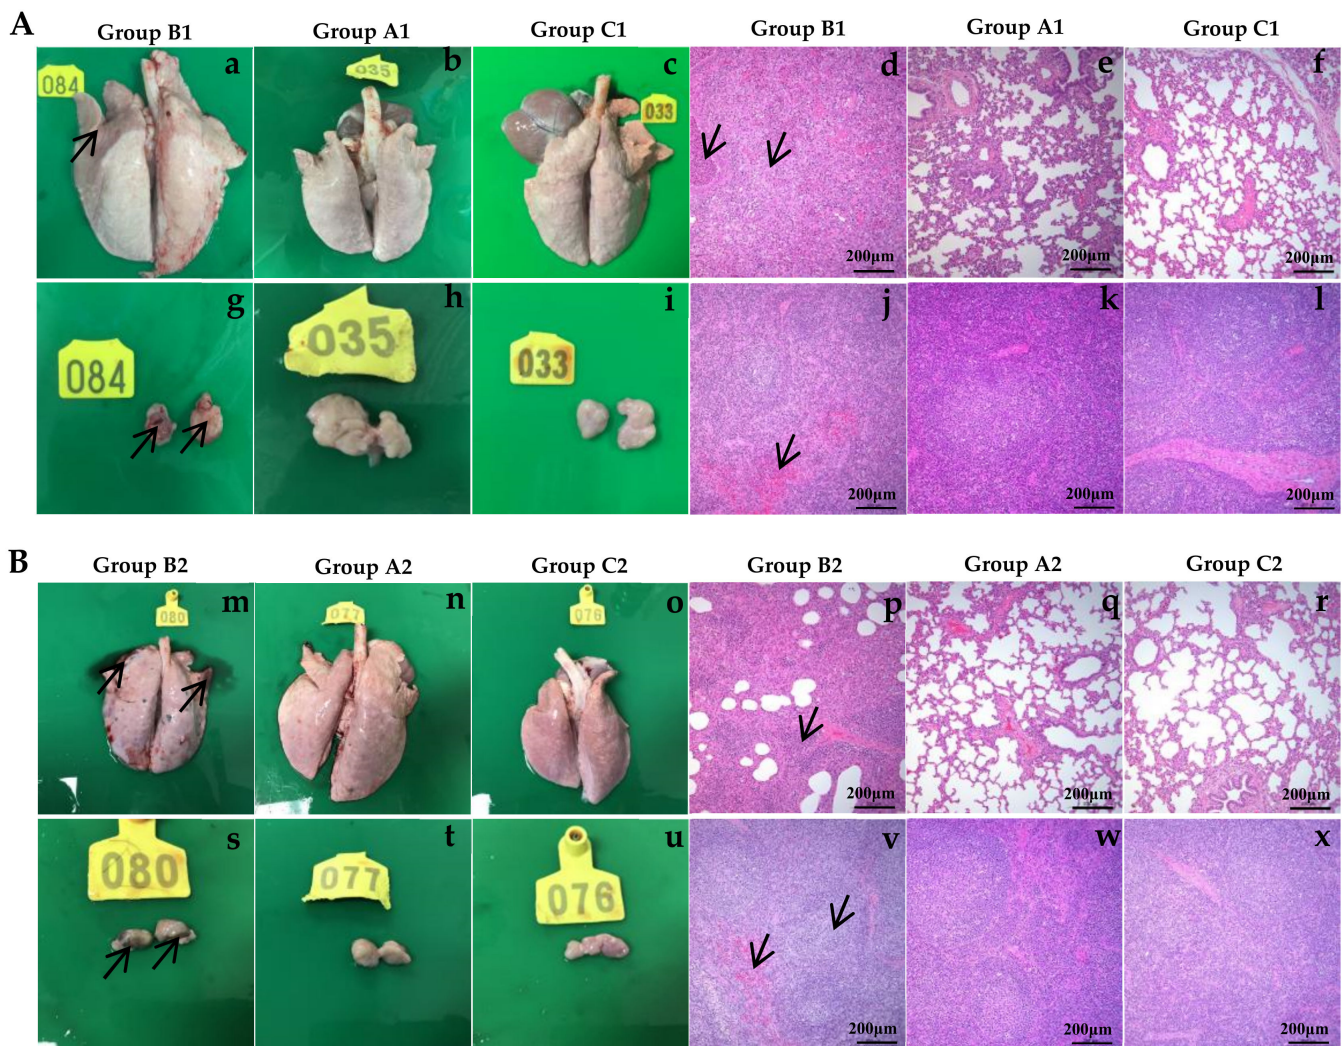 A
Group B1 Group A1 Group C1 Group B1 Group A1 Group C1
a b c d e f
084 035 033
200μm 200μm 200μm
g h i j k l
084 035 033
200μm 200μm 200μm
B
Group B2 Group A2 Group C2 Group B2 Group A2 Group C2
m n o p q r
080 077 076
200μm 200μm 200μm
s t u v w x
080 077 076
200μm 200μm 200μm